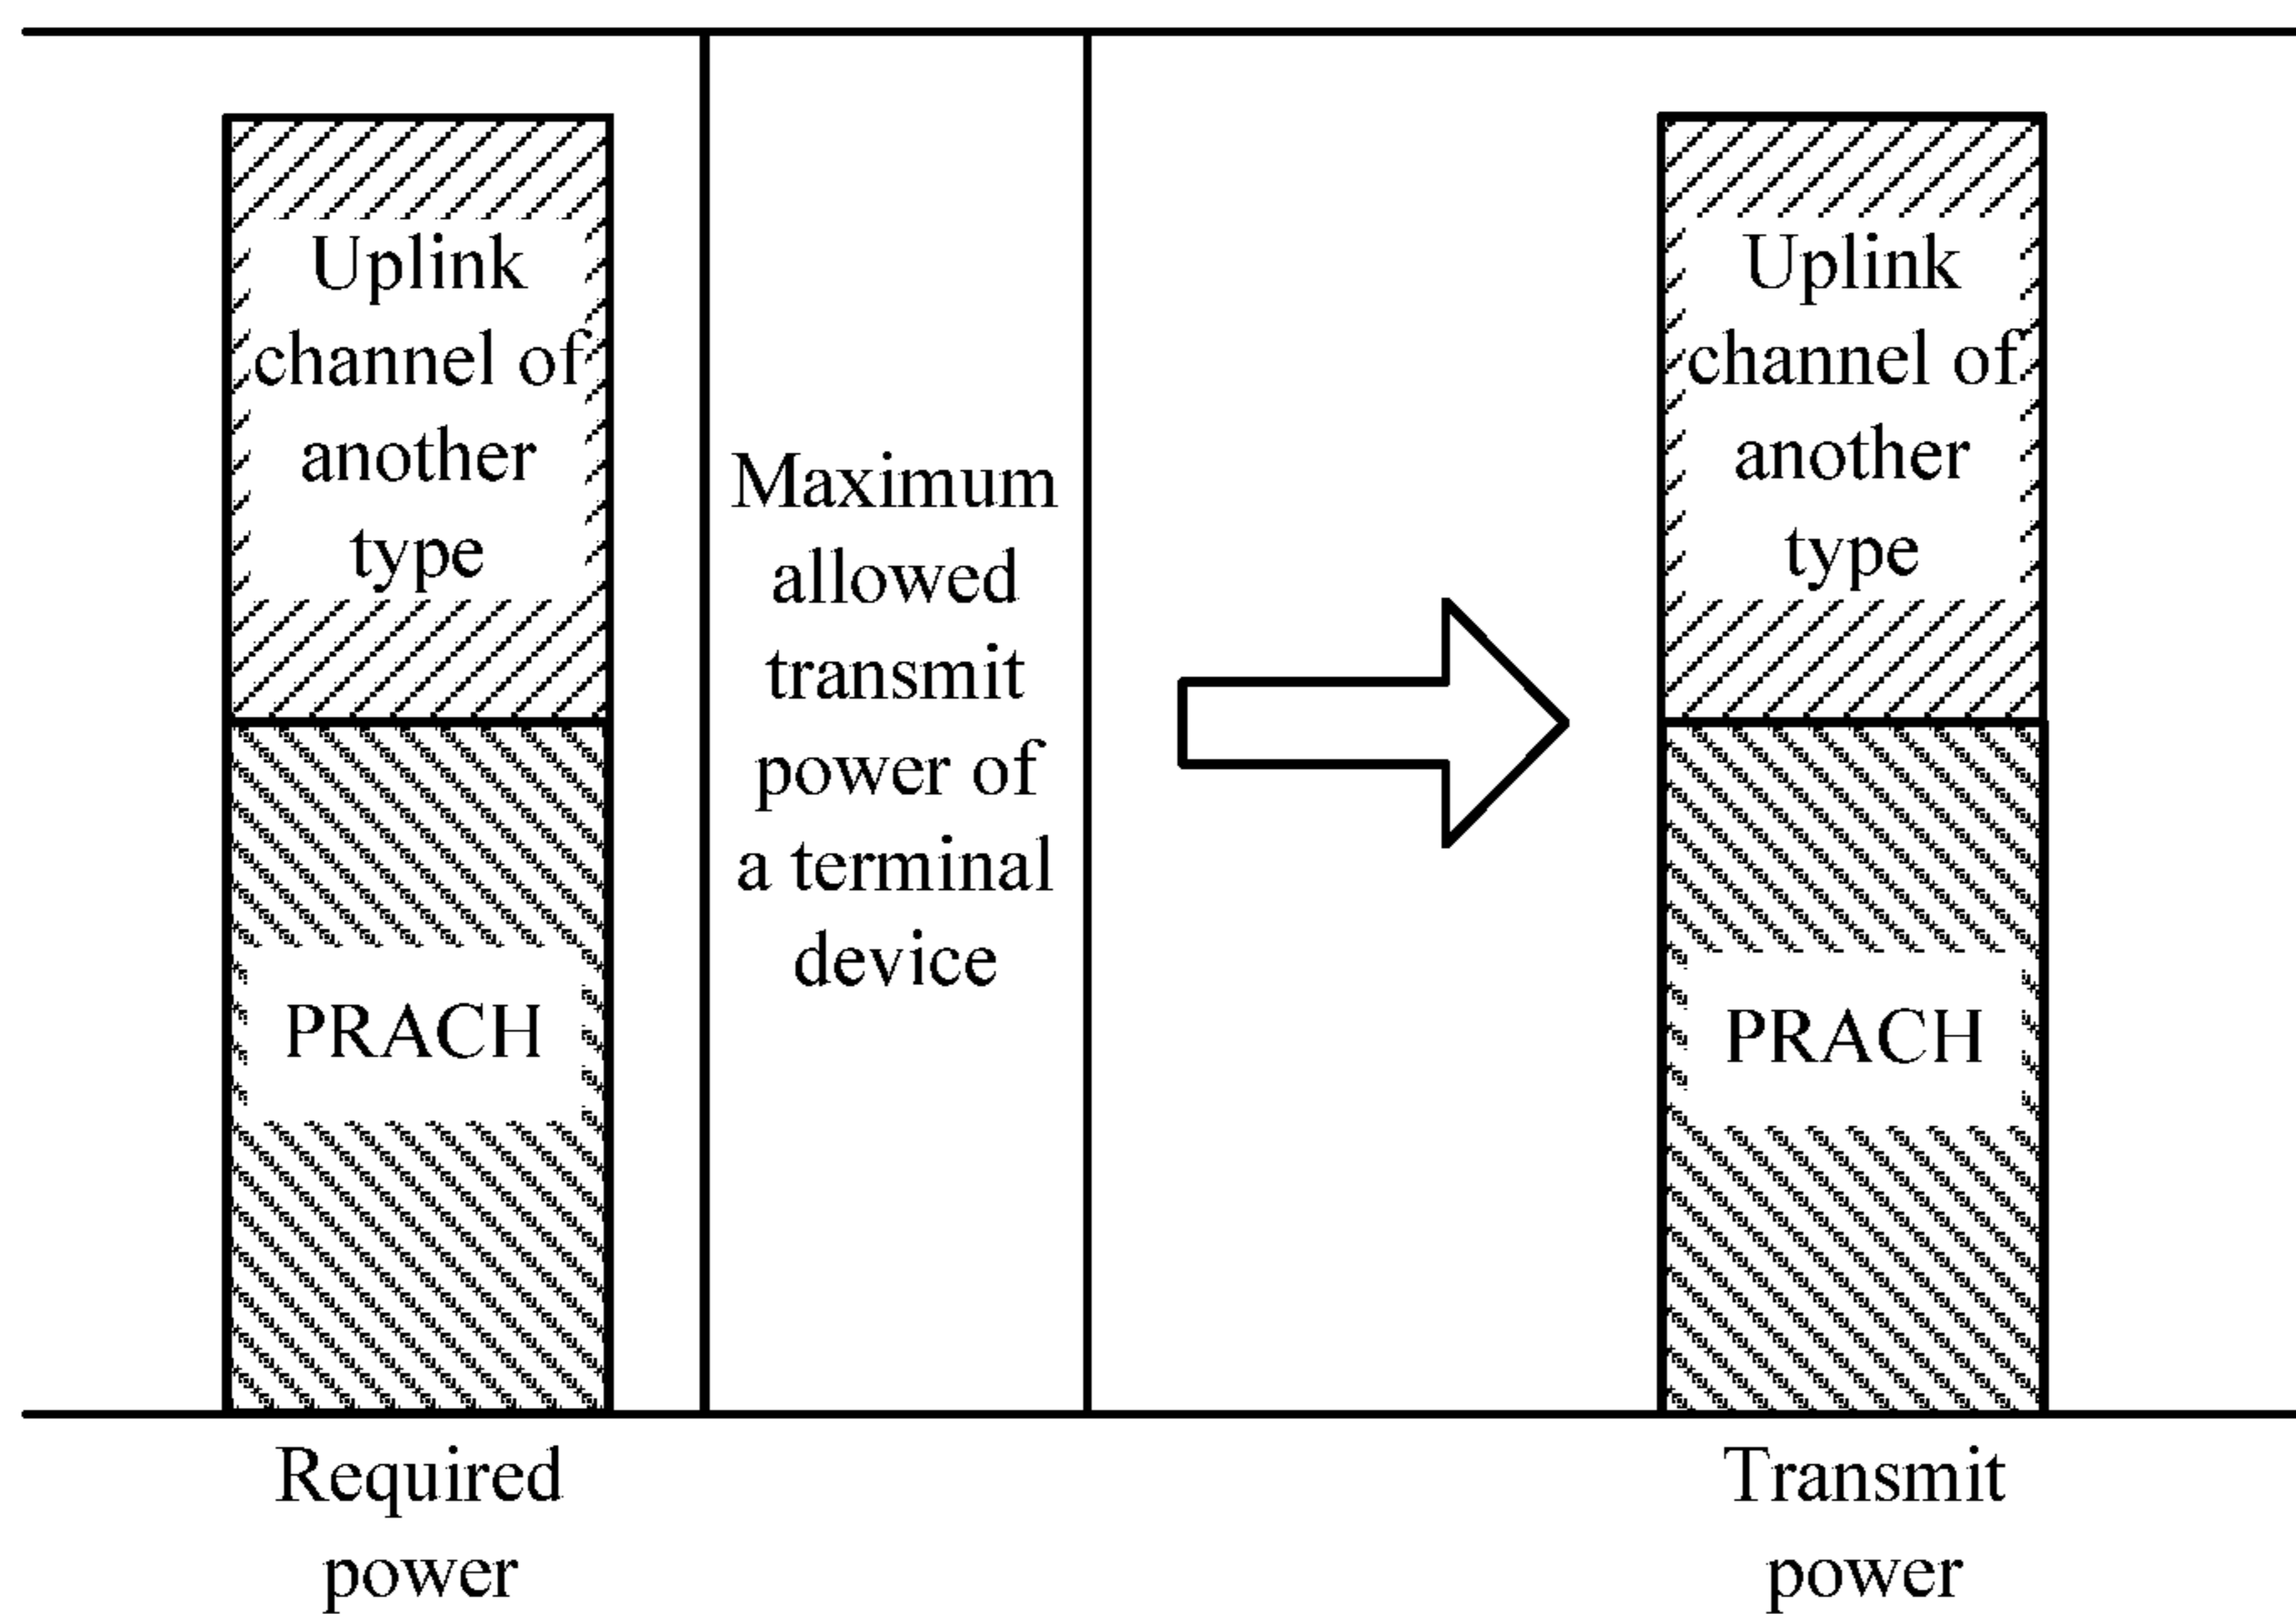 Uplink
channel of
another
type
PRACH
Required
power
Maximum
allowed
transmit
power of
a terminal
device
Uplink
channel of
another
type
PRACH
Transmit
power